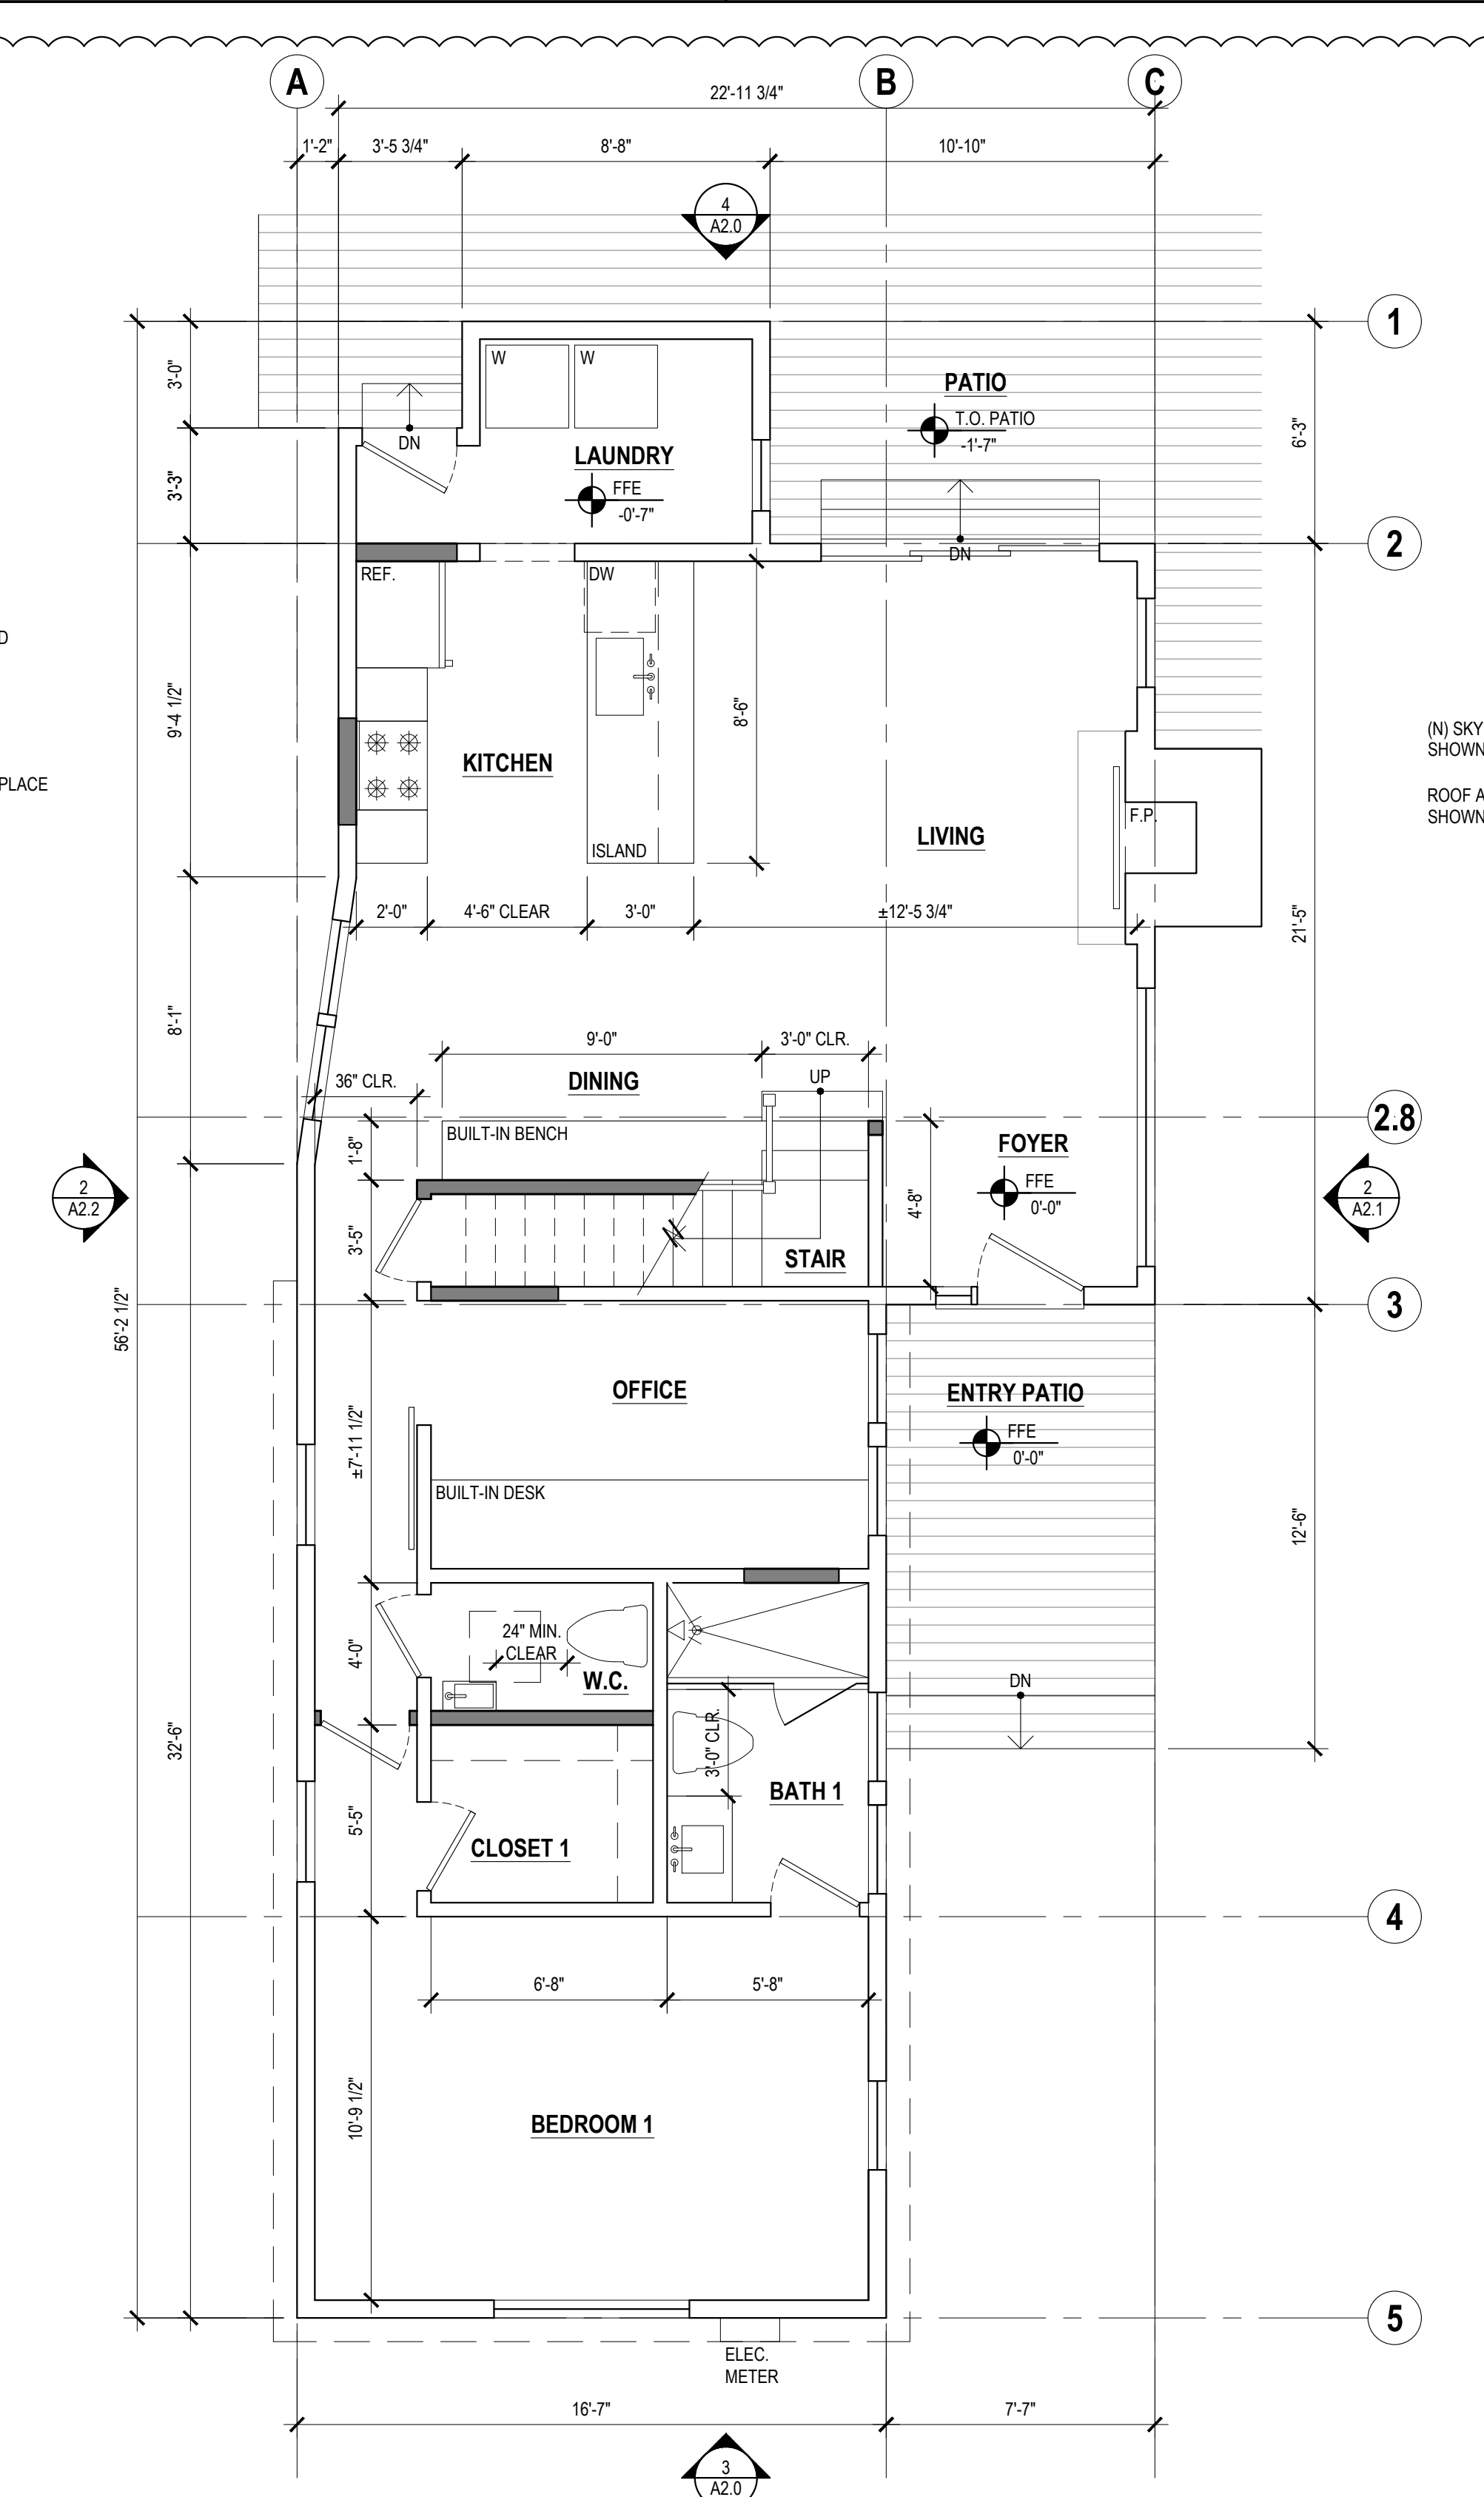 A
B
C
22'-11 3/4"
1'-2"
3'-5 3/4"
8'-8"
10'-10"
4
A2.0
1
3'-0"
W
W
PATIO
T.O. PATIO
-1'-7"
6'-3"
DN
LAUNDRY
FFE
-0'-7"
3'-3"
2
DN
REF.
DW
D
9'-4 1/2"
8'-6"
KITCHEN
(N) SKY
SHOWN
PLACE
ROOF A
SHOWN
F.P.
LIVING
ISLAND
2'-0"
4'-6" CLEAR
3'-0"
±12'-5 3/4"
21'-5"
8'-1"
9'-0"
3'-0" CLR.
36" CLR.
DINING
UP
2.8
BUILT-IN BENCH
1'-8"
FOYER
FFE
0'-0"
2
A2.2
2
A2.1
4'-8"
3'-5"
STAIR
3
56'-2 1/2"
OFFICE
ENTRY PATIO
FFE
0'-0"
±7'-11 1/2"
BUILT-IN DESK
12'-6"
24" MIN.
CLEAR
4'-0"
W.C.
DN
32'-6"
3'-0" CLR.
BATH 1
5'-5"
CLOSET 1
4
6'-8"
5'-8"
10'-9 1/2"
BEDROOM 1
5
ELEC.
METER
16'-7"
7'-7"
3
A2.0